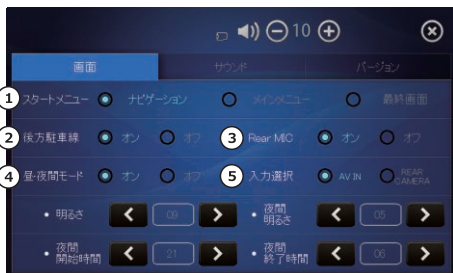 10
画面 サウンド バージョン
1 スタートメニュー ナビゲーション メインメニュー 最終画面
2 後方駐車線 オン オフ 3 Rear MIC オン オフ
4 昼·夜間モード オン オフ 5 入力選択 AV IN REAR CAMERA
• 明るさ 09 • 夜間明るさ 05
• 夜間開始時間 21 • 夜間終了時間 06